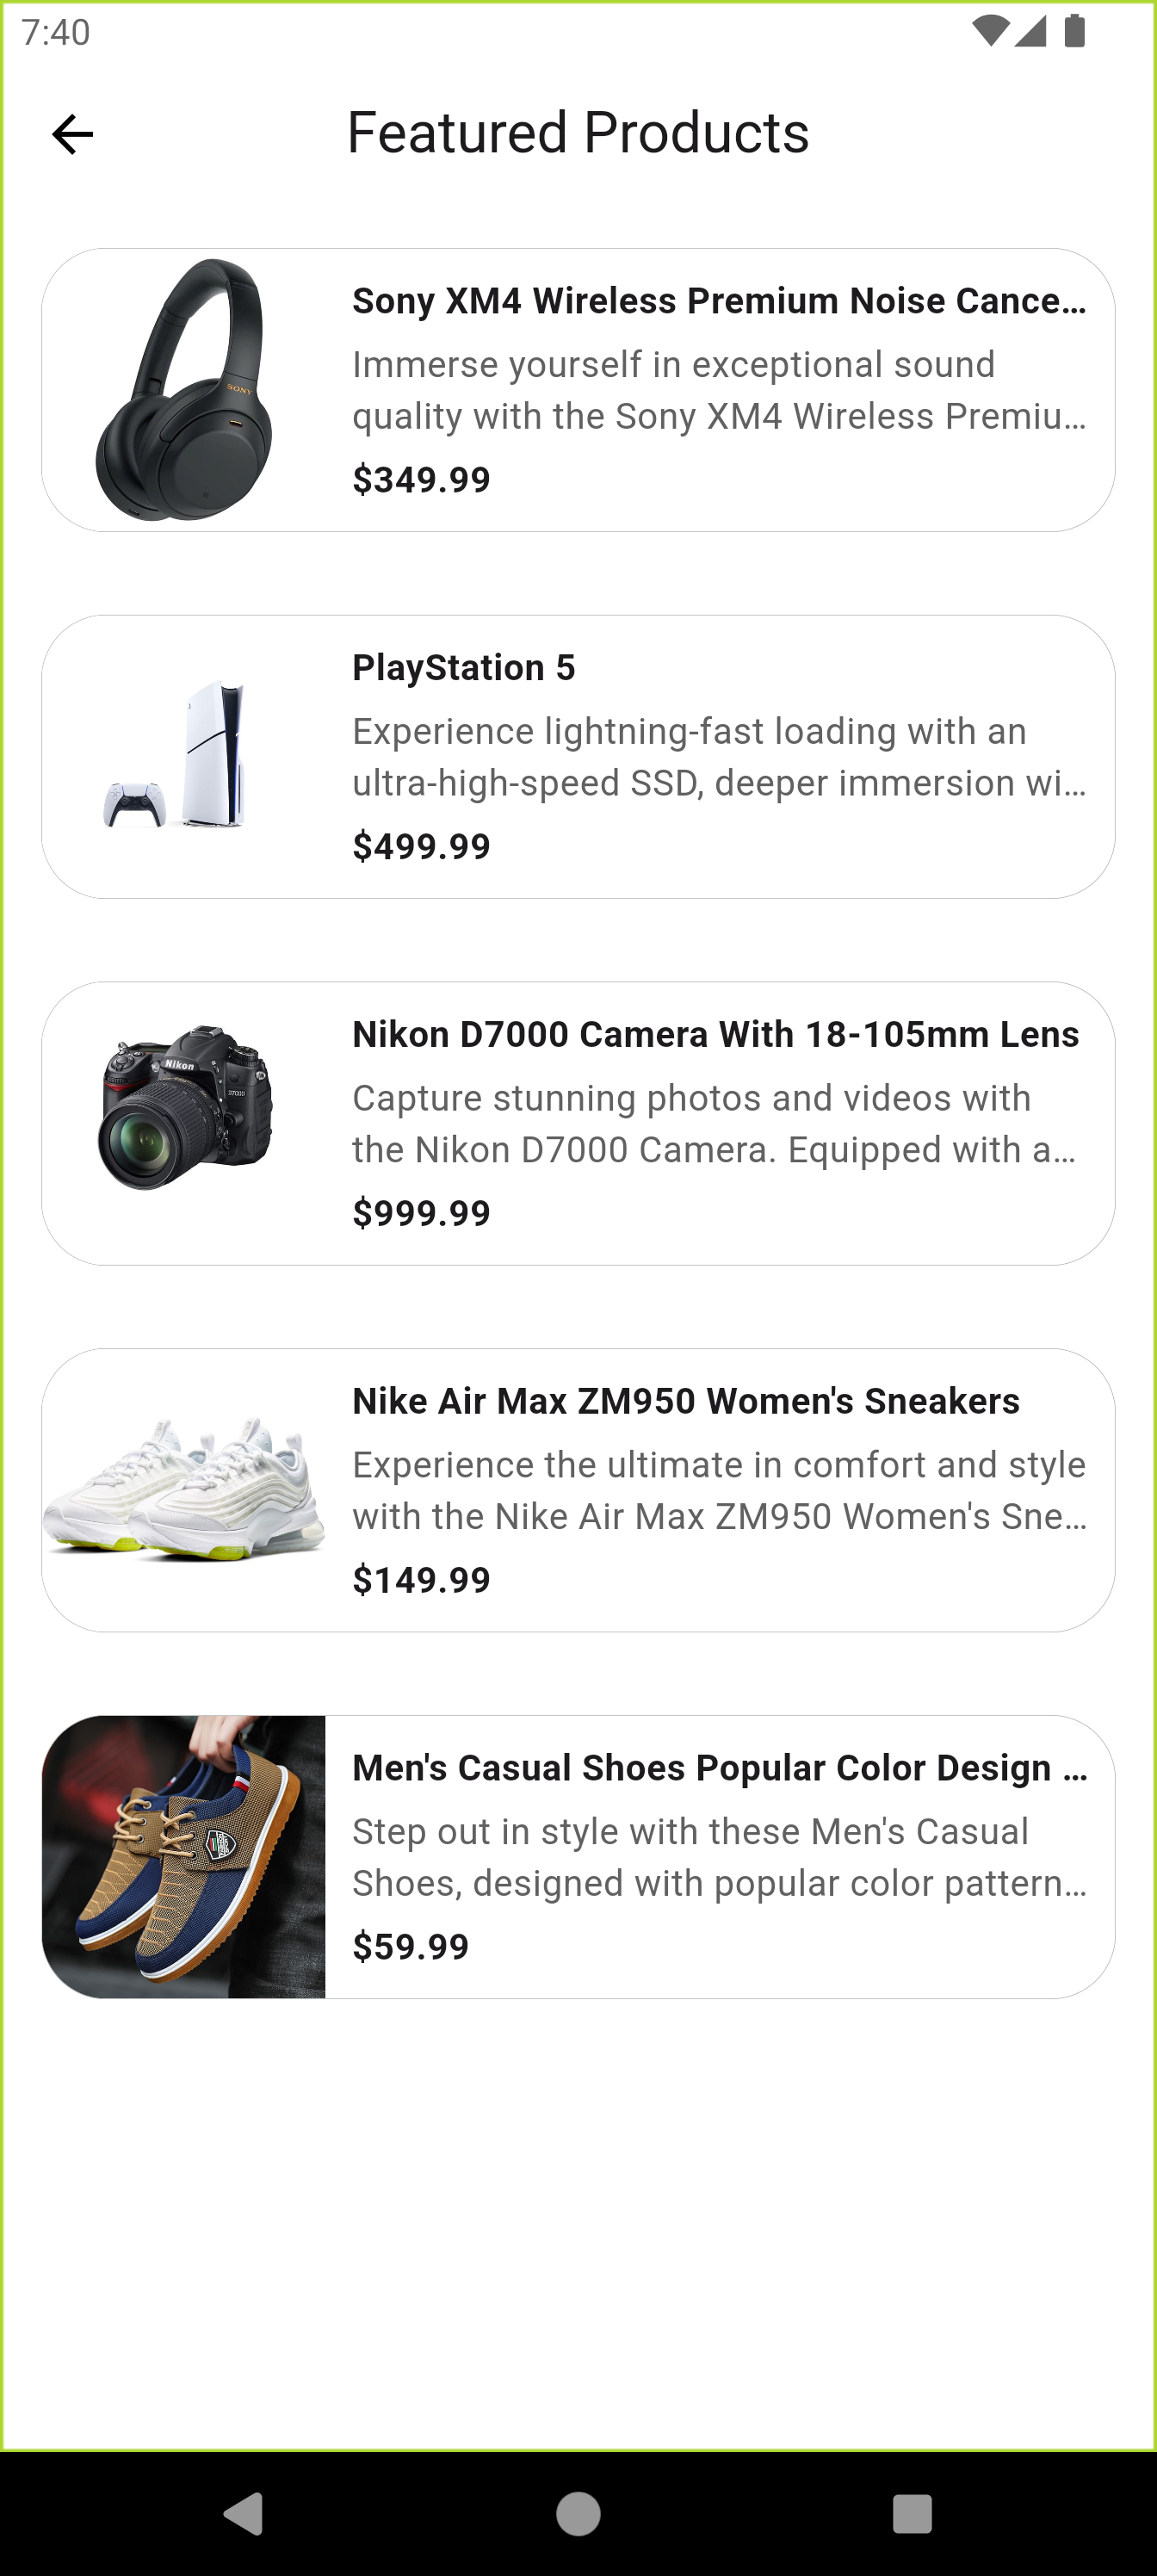 7:40
Featured Products
Sony XM4 Wireless Premium Noise Cance...
Immerse yourself in exceptional sound
quality with the Sony XM4 Wireless Premiu...
$349.99
SONY
PlayStation 5
Experience lightning-fast loading with an
ultra-high-speed SSD, deeper immersion wi...
$499.99
Nikon D7000 Camera With 18-105mm Lens
Capture stunning photos and videos with
the Nikon D7000 Camera. Equipped with a...
$999.99
Nikon
D7000
Nike Air Max ZM950 Women's Sneakers
Experience the ultimate in comfort and style
with the Nike Air Max ZM950 Women's Sne...
$149.99
Men's Casual Shoes Popular Color Design ...
Step out in style with these Men's Casual
Shoes, designed with popular color pattern...
$59.99